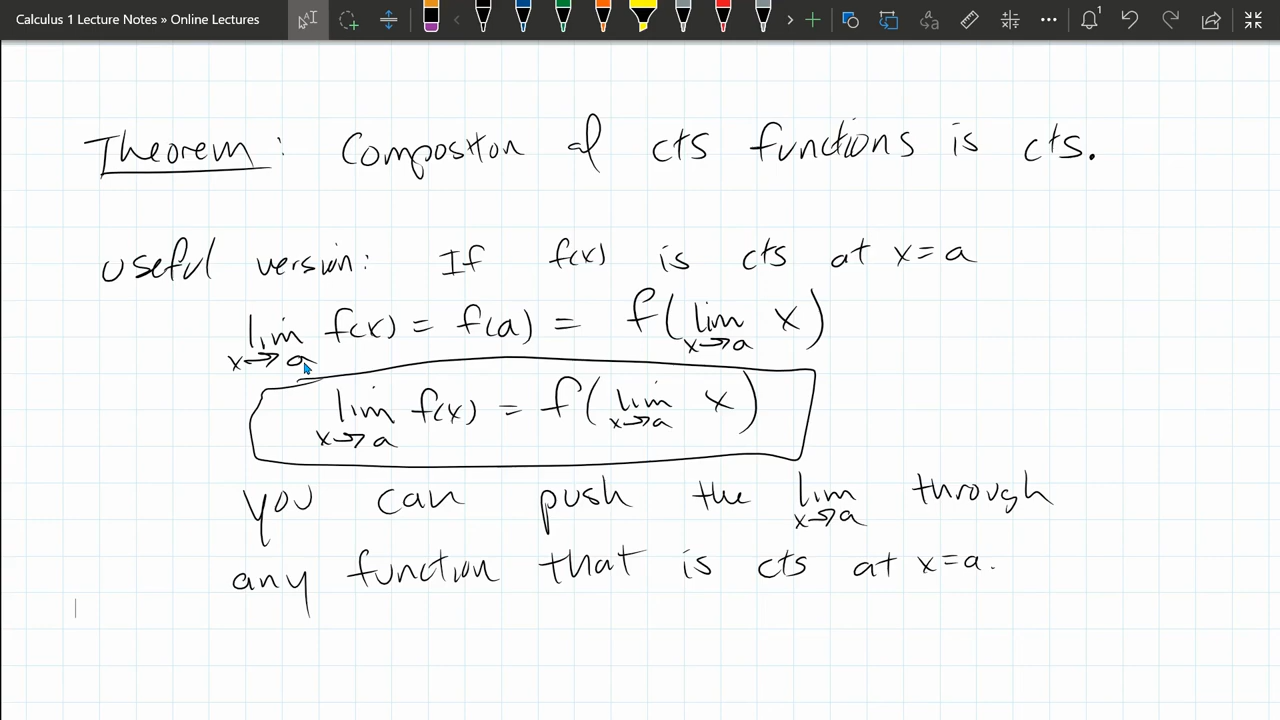 Calculus 1 Lecture Notes » Online Lectures
Theorem: Composition of cts functions is cts.
Useful version: If f(x) is cts at x=a
lim x→a f(x) = f(a) = f(lim x→a x)
lim x→a f(x) = f(lim x→a x)
you can push the lim x→a through
any function that is cts at x=a.